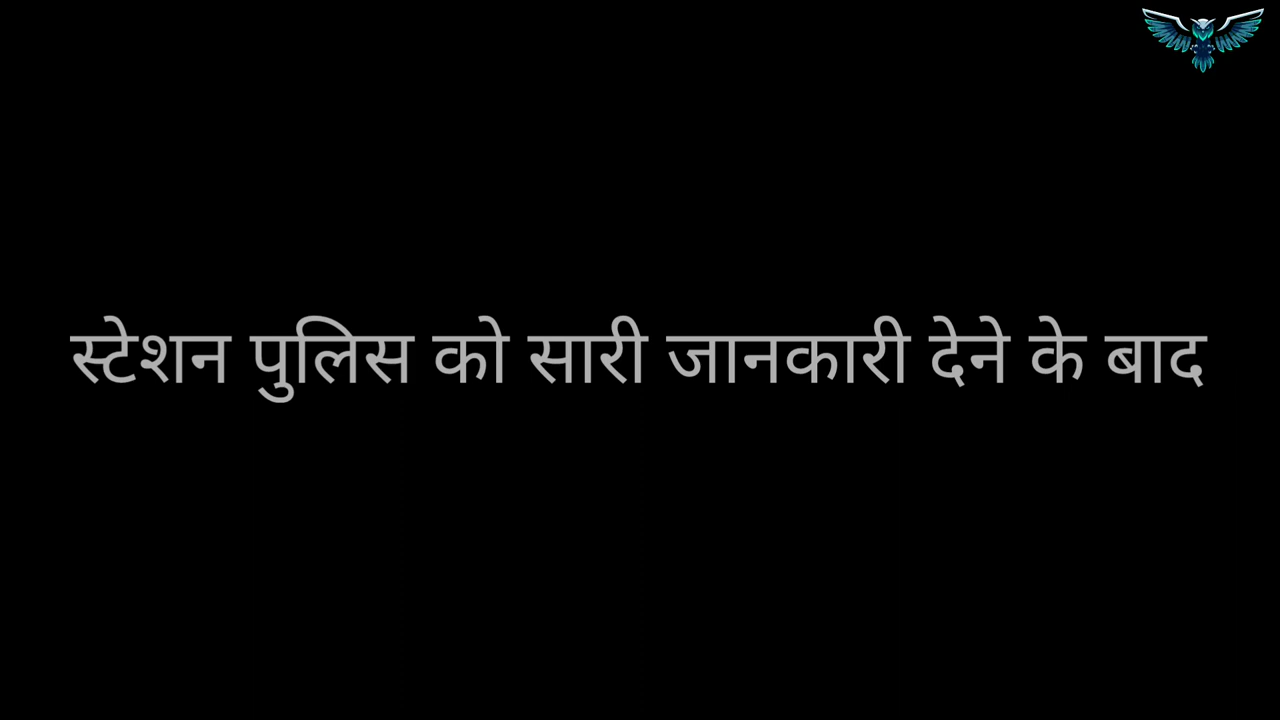 स्टेशन पुलिस को सारी जानकारी देने के बाद